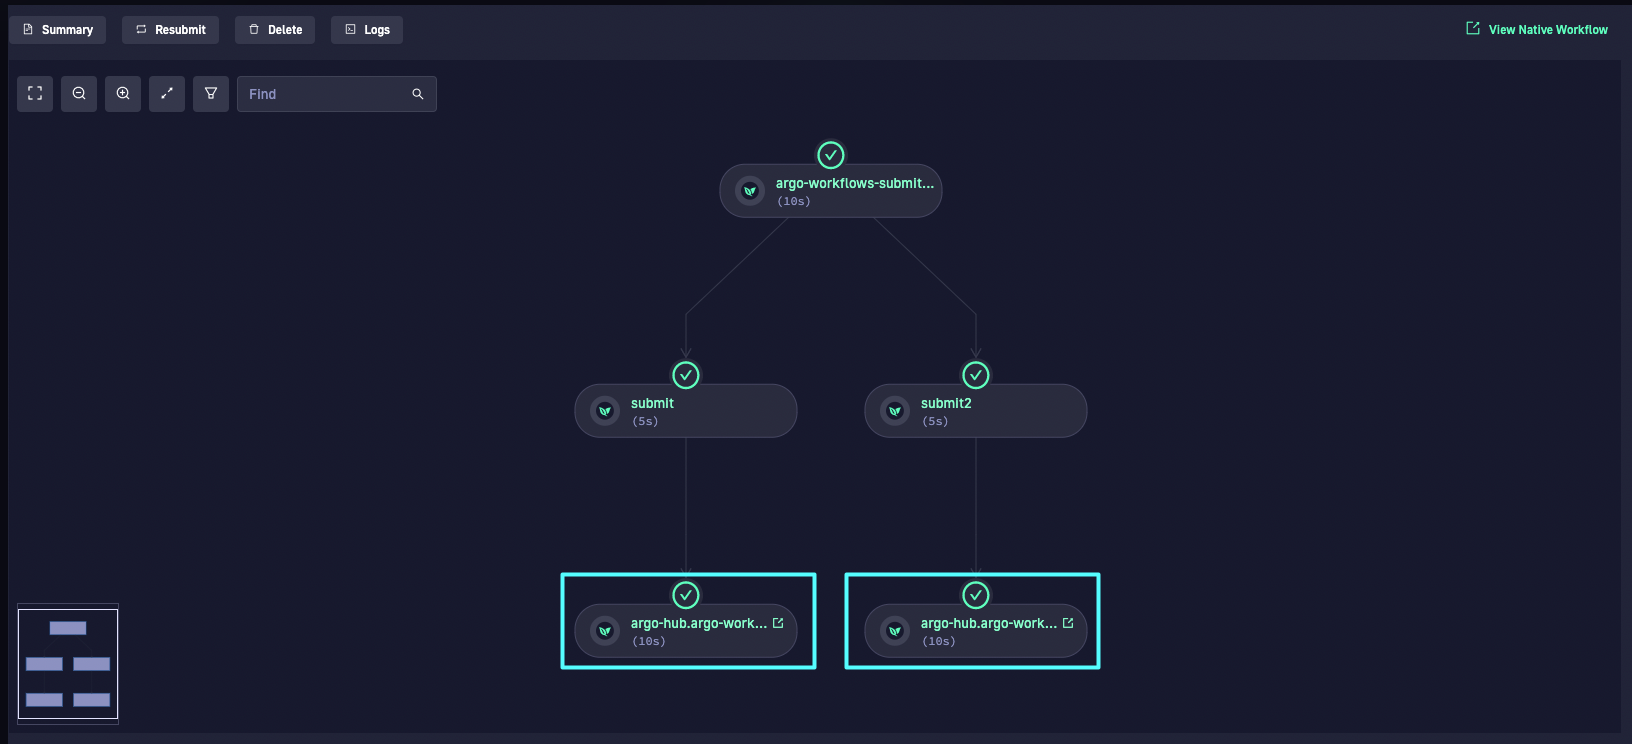 Summary
Resubmit
Delete
Logs
View Native Workflow
Find
argo-workflows-submit...
(10s)
submit
(5s)
submit2
(5s)
argo-hub.argo-work...
(10s)
argo-hub.argo-work...
(10s)